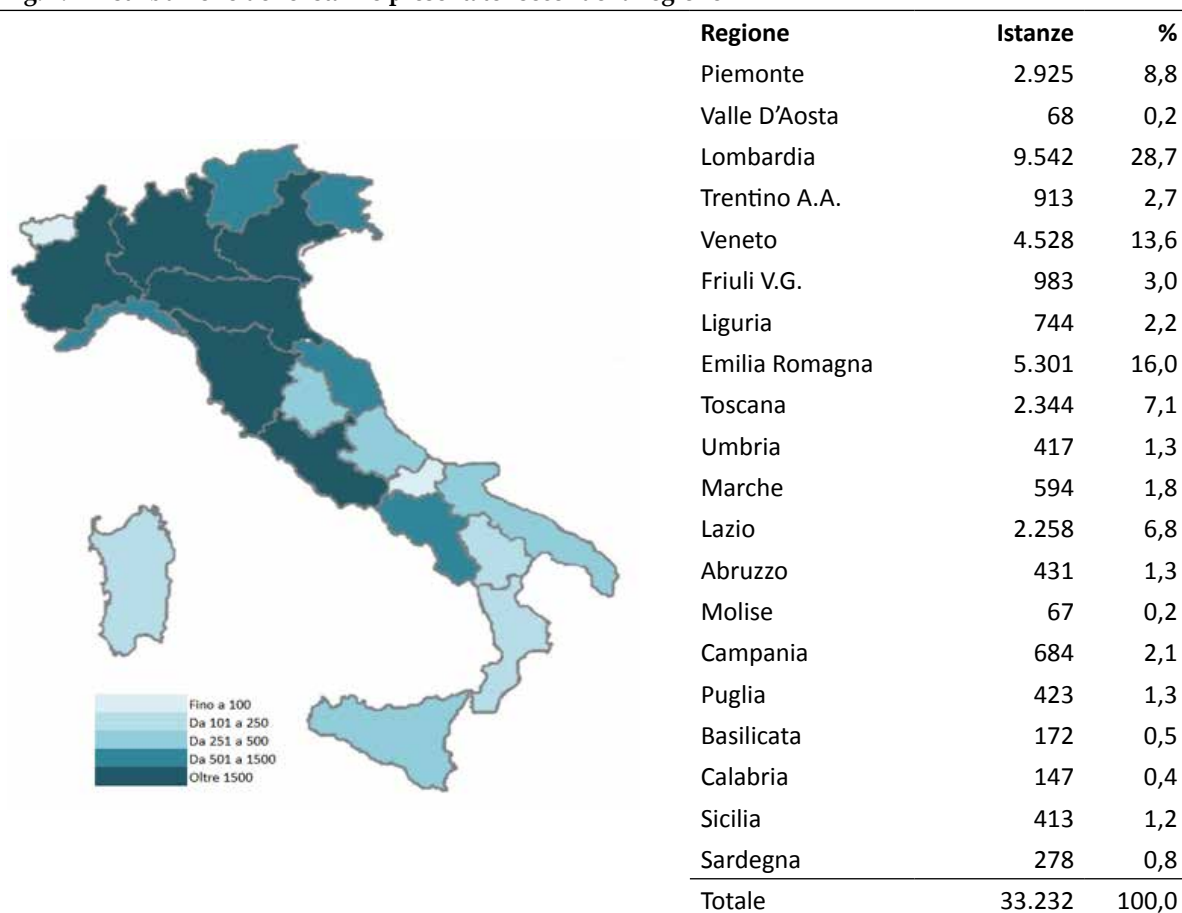 Regione Istanze %
Piemonte 2.925 8,8
Valle D’Aosta 68 0,2
Lombardia 9.542 28,7
Trentino A.A. 913 2,7
Veneto 4.528 13,6
Friuli V.G. 983 3,0
Liguria 744 2,2
Emilia Romagna 5.301 16,0
Toscana 2.344 7,1
Umbria 417 1,3
Marche 594 1,8
Lazio 2.258 6,8
Abruzzo 431 1,3
Molise 67 0,2
Campania 684 2,1
Puglia 423 1,3
Basilicata 172 0,5
Calabria 147 0,4
Sicilia 413 1,2
Sardegna 278 0,8
Totale 33.232 100,0
Fino a 100
Da 101 a 250
Da 251 a 500
Da 501 a 1500
Oltre 1500